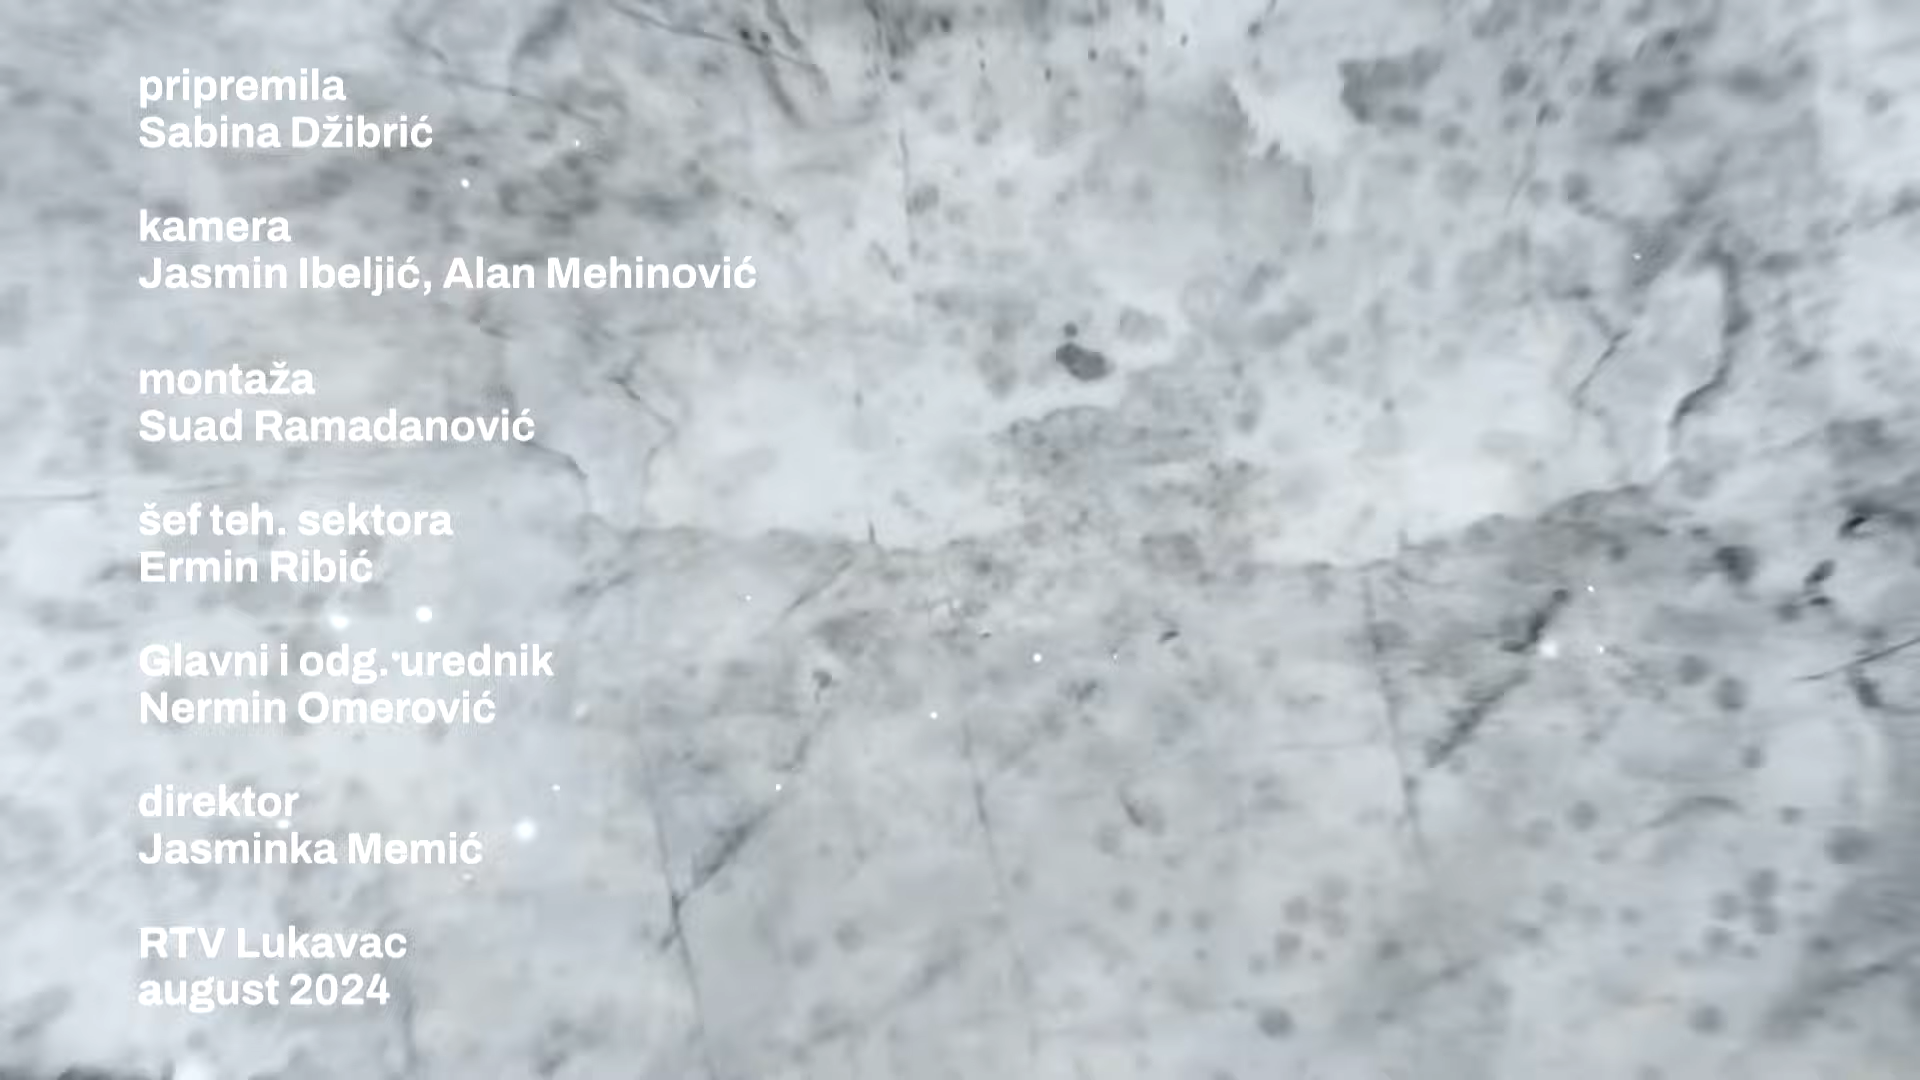 pripremila
Sabina Džibrić
kamera
Jasmin Ibeljić, Alan Mehinović
montaža
Suad Ramadanović
šef teh. sektora
Ermin Ribić
Glavni i odg. urednik
Nermin Omerović
direktor
Jasminka Memić
RTV Lukavac
august 2024